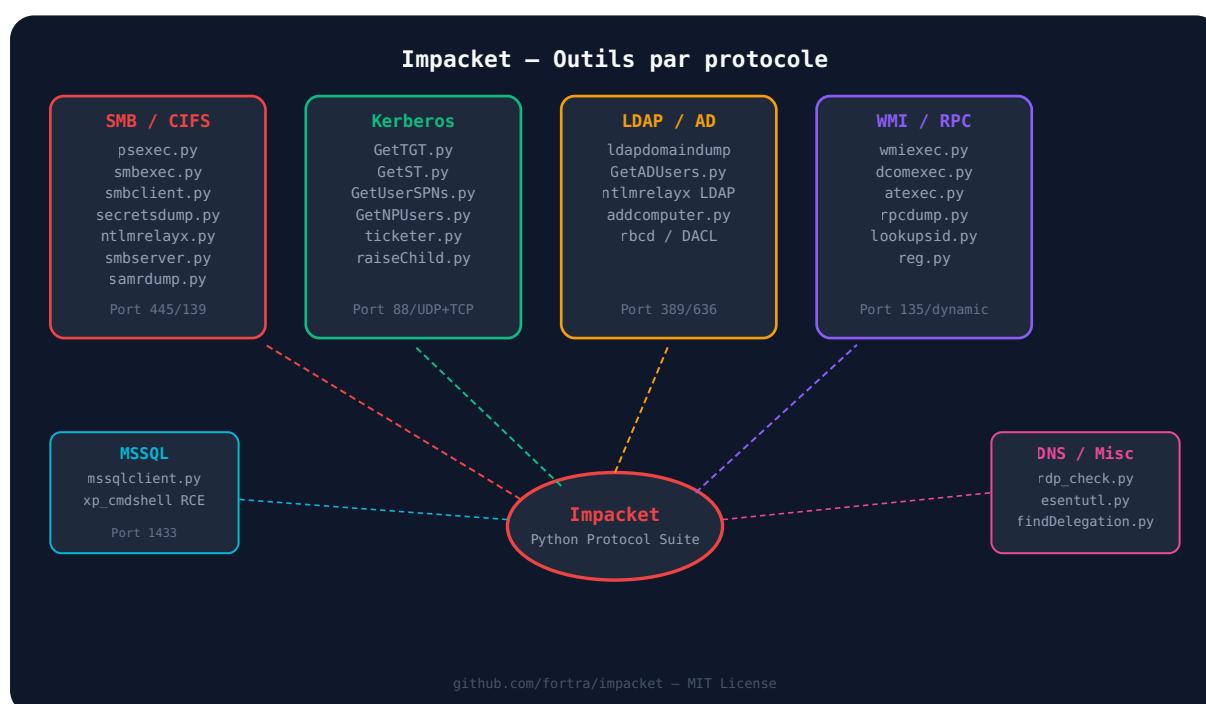 Impacket — Outils par protocole
SMB / CIFS
psexec.py
smbexec.py
smbclient.py
secretsdump.py
ntlmrelayx.py
smbserver.py
samrdump.py
Port 445/139
Kerberos
GetTGT.py
GetST.py
GetUserSPNs.py
GetNPUsers.py
ticketer.py
raiseChild.py
Port 88/UDP+TCP
LDAP / AD
ldapdomaindump
GetADUsers.py
ntlmrelayx LDAP
addcomputer.py
rbcd / DACL
Port 389/636
WMI / RPC
wmiexec.py
dcomexec.py
atexec.py
rpcdump.py
lookupsid.py
reg.py
Port 135/dynamic
MSSQL
mssqlclient.py
xp_cmdshell RCE
Port 1433
Impacket
Python Protocol Suite
DNS / Misc
rdp_check.py
esentutl.py
findDelegation.py
github.com/fortra/impacket — MIT License